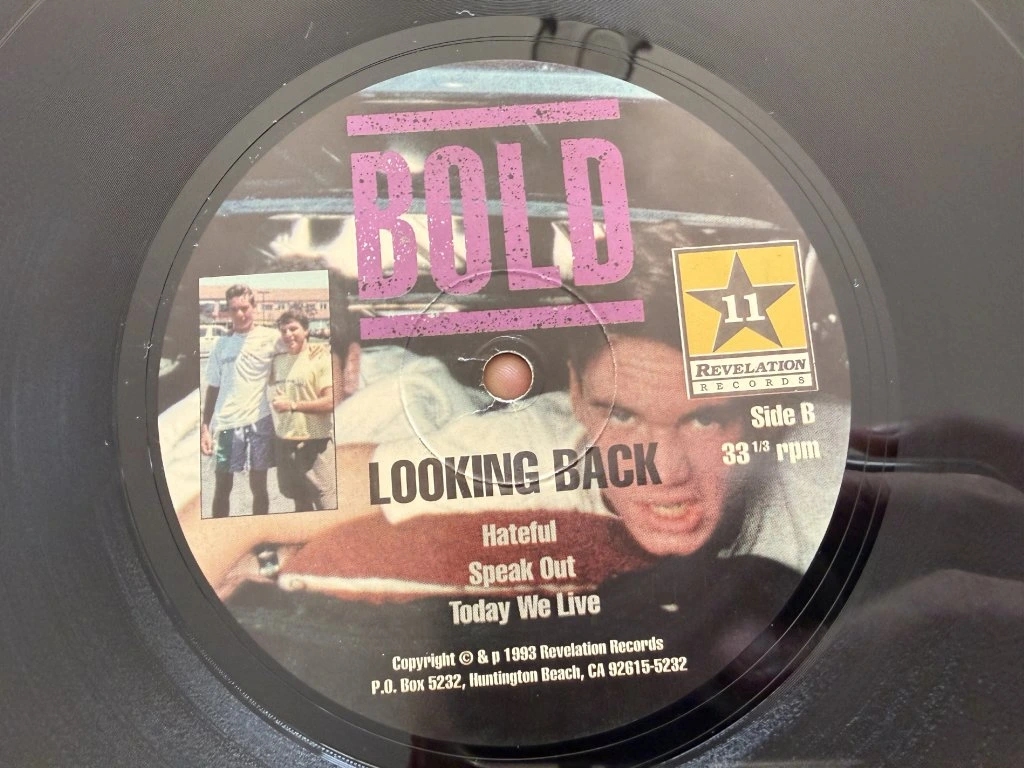 BOLD
11
REVELATION
RECORDS
Side B
33 1/3 rpm
LOOKING BACK
Hateful
Speak Out
Today We Live
Copyright © & p 1993 Revelation Records
P.O. Box 5232, Huntington Beach, CA 92615-5232